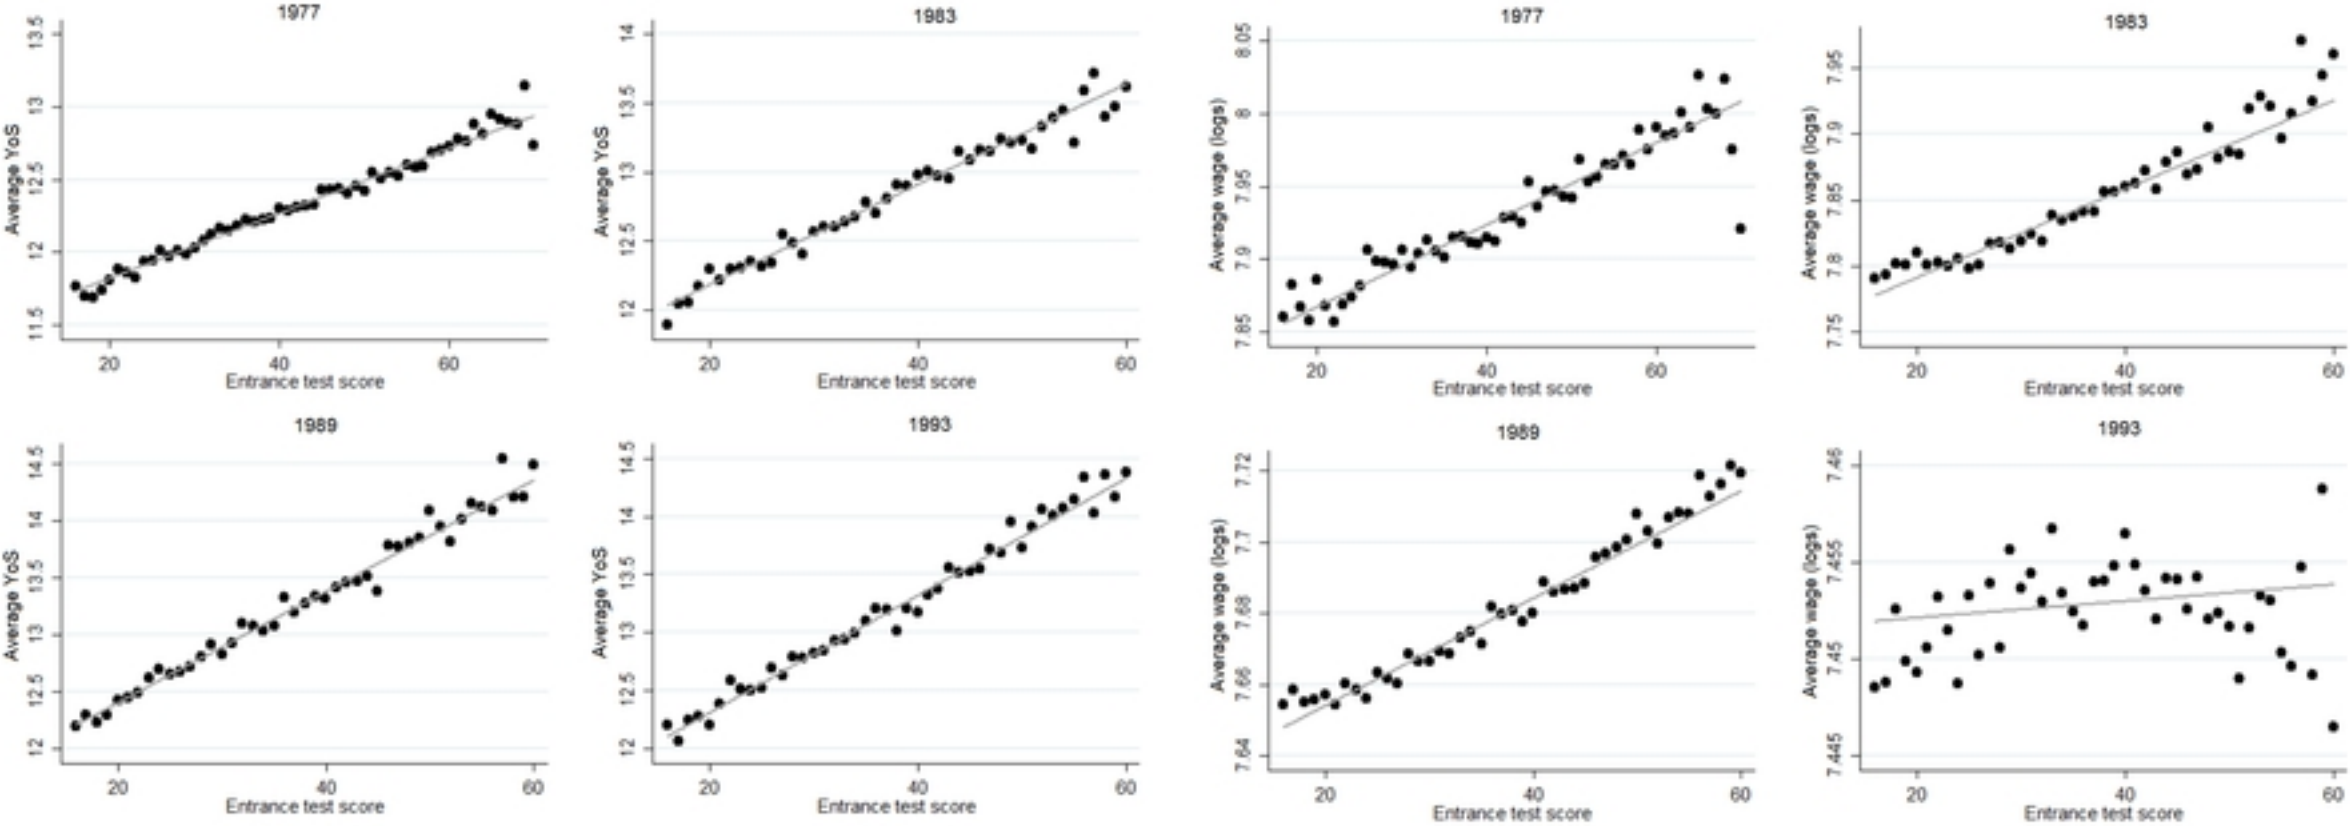 1977
13.5
13
12.5
12
11.5
Average YoS
20 40 60
Entrance test score
1983
14
13.5
13
12.5
12
Average YoS
20 40 60
Entrance test score
1977
8.05
8
7.95
7.9
7.85
Average wage (logs)
20 40 60
Entrance test score
1983
7.95
7.9
7.85
7.8
7.75
Average wage (logs)
20 40 60
Entrance test score
1989
14.5
14
13.5
13
12.5
12
Average YoS
20 40 60
Entrance test score
1993
14.5
14
13.5
13
12.5
12
Average YoS
20 40 60
Entrance test score
1989
7.72
7.7
7.68
7.66
7.64
Average wage (logs)
20 40 60
Entrance test score
1993
7.46
7.455
7.45
7.445
Average wage (logs)
20 40 60
Entrance test score